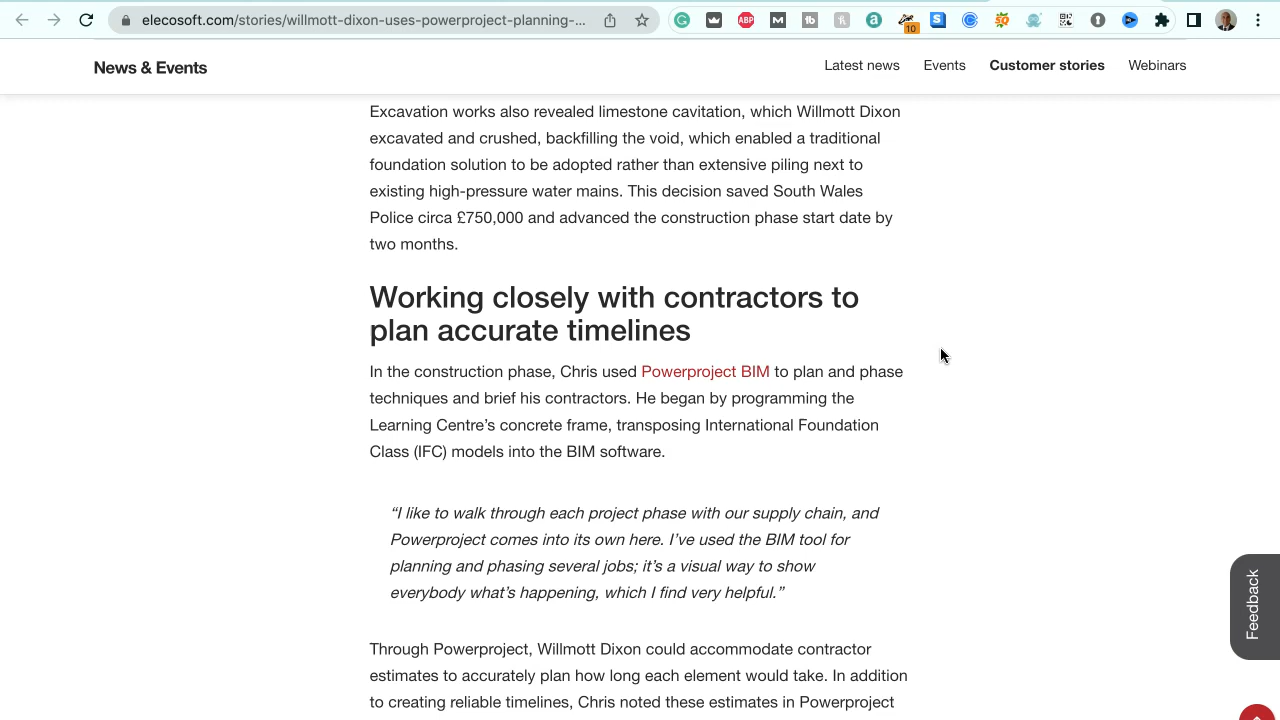 elecosoft.com/stories/willmott-dixon-uses-powerproject-planning-...
ABP
10
News & Events
Latest news
Events
Customer stories
Webinars
Excavation works also revealed limestone cavitation, which Willmott Dixon
excavated and crushed, backfilling the void, which enabled a traditional
foundation solution to be adopted rather than extensive piling next to
existing high-pressure water mains. This decision saved South Wales
Police circa £750,000 and advanced the construction phase start date by
two months.
Working closely with contractors to
plan accurate timelines
In the construction phase, Chris used Powerproject BIM to plan and phase
techniques and brief his contractors. He began by programming the
Learning Centre’s concrete frame, transposing International Foundation
Class (IFC) models into the BIM software.
“I like to walk through each project phase with our supply chain, and
Powerproject comes into its own here. I’ve used the BIM tool for
planning and phasing several jobs; it’s a visual way to show
everybody what’s happening, which I find very helpful.”
Feedback
Through Powerproject, Willmott Dixon could accommodate contractor
estimates to accurately plan how long each element would take. In addition
to creating reliable timelines, Chris noted these estimates in Powerproject